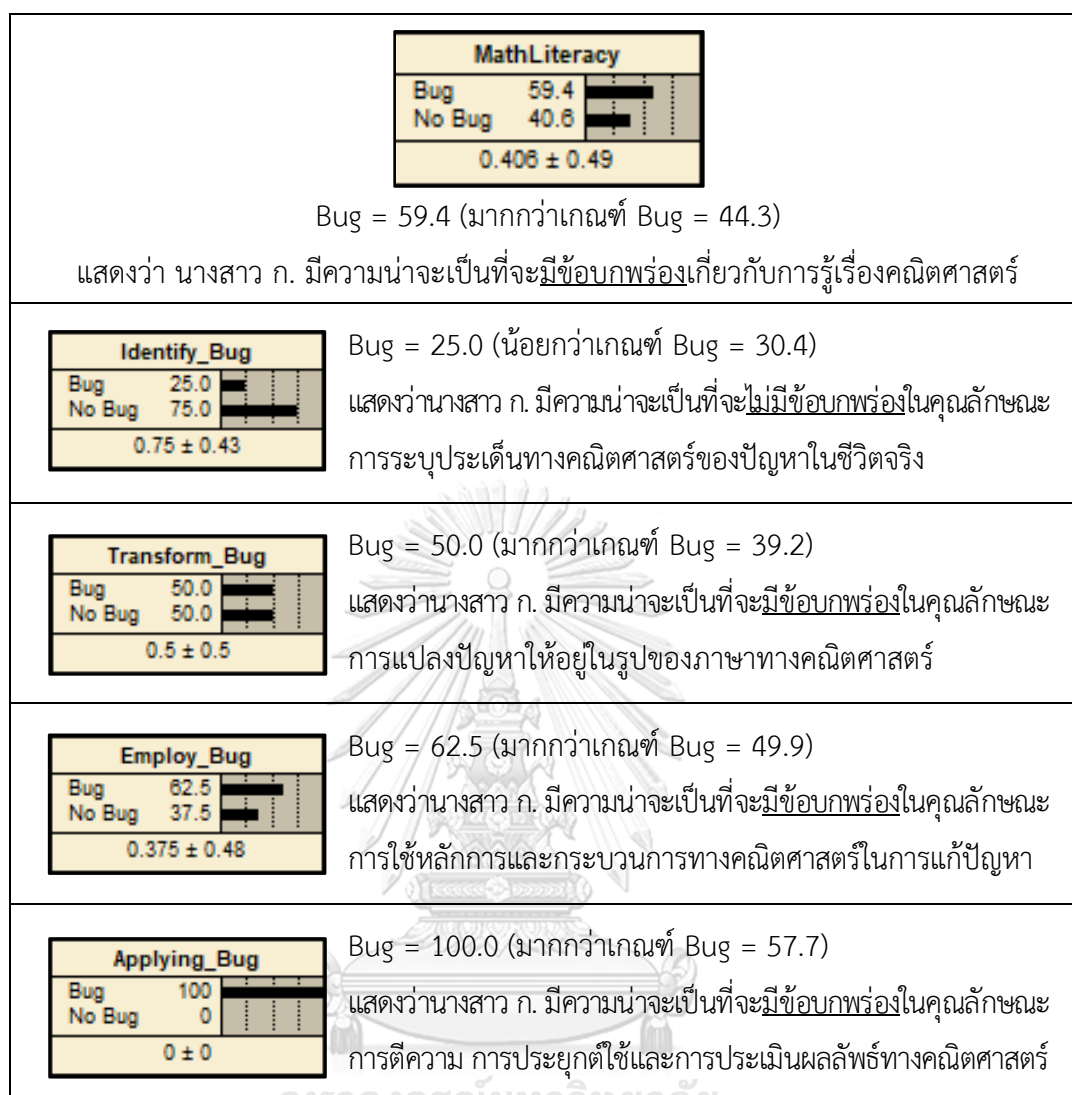 MathLiteracy
Bug 59.4
No Bug 40.6
0.406 ± 0.49
Bug = 59.4 (มากกว่าเกณฑ์ Bug = 44.3)
แสดงว่า นางสาว ก. มีความน่าจะเป็นที่จะมีข้อบกพร่องเกี่ยวกับการรู้เรื่องคณิตศาสตร์
Identify_Bug
Bug 25.0
No Bug 75.0
0.75 ± 0.43
Bug = 25.0 (น้อยกว่าเกณฑ์ Bug = 30.4)
แสดงว่านางสาว ก. มีความน่าจะเป็นที่จะไม่มีข้อบกพร่องในคุณลักษณะ
การระบุประเด็นทางคณิตศาสตร์ของปัญหาในชีวิตจริง
Transform_Bug
Bug 50.0
No Bug 50.0
0.5 ± 0.5
Bug = 50.0 (มากกว่าเกณฑ์ Bug = 39.2)
แสดงว่านางสาว ก. มีความน่าจะเป็นที่จะมีข้อบกพร่องในคุณลักษณะ
การแปลงปัญหาให้อยู่ในรูปของภาษาทางคณิตศาสตร์
Employ_Bug
Bug 62.5
No Bug 37.5
0.375 ± 0.48
Bug = 62.5 (มากกว่าเกณฑ์ Bug = 49.9)
แสดงว่านางสาว ก. มีความน่าจะเป็นที่จะมีข้อบกพร่องในคุณลักษณะ
การใช้หลักการและกระบวนการทางคณิตศาสตร์ในการแก้ปัญหา
Applying_Bug
Bug 100
No Bug 0
0 ± 0
Bug = 100.0 (มากกว่าเกณฑ์ Bug = 57.7)
แสดงว่านางสาว ก. มีความน่าจะเป็นที่จะมีข้อบกพร่องในคุณลักษณะ
การตีความ การประยุกต์ใช้และการประเมินผลลัพธ์ทางคณิตศาสตร์